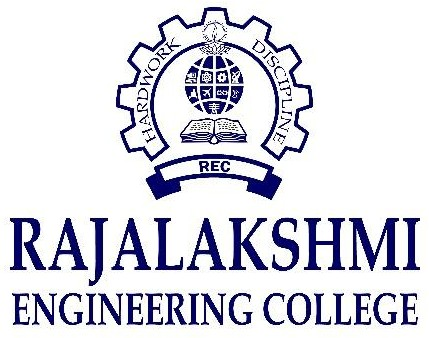 HARDWORK
DISCIPLINE
REC
RAJALAKSHMI
ENGINEERING COLLEGE